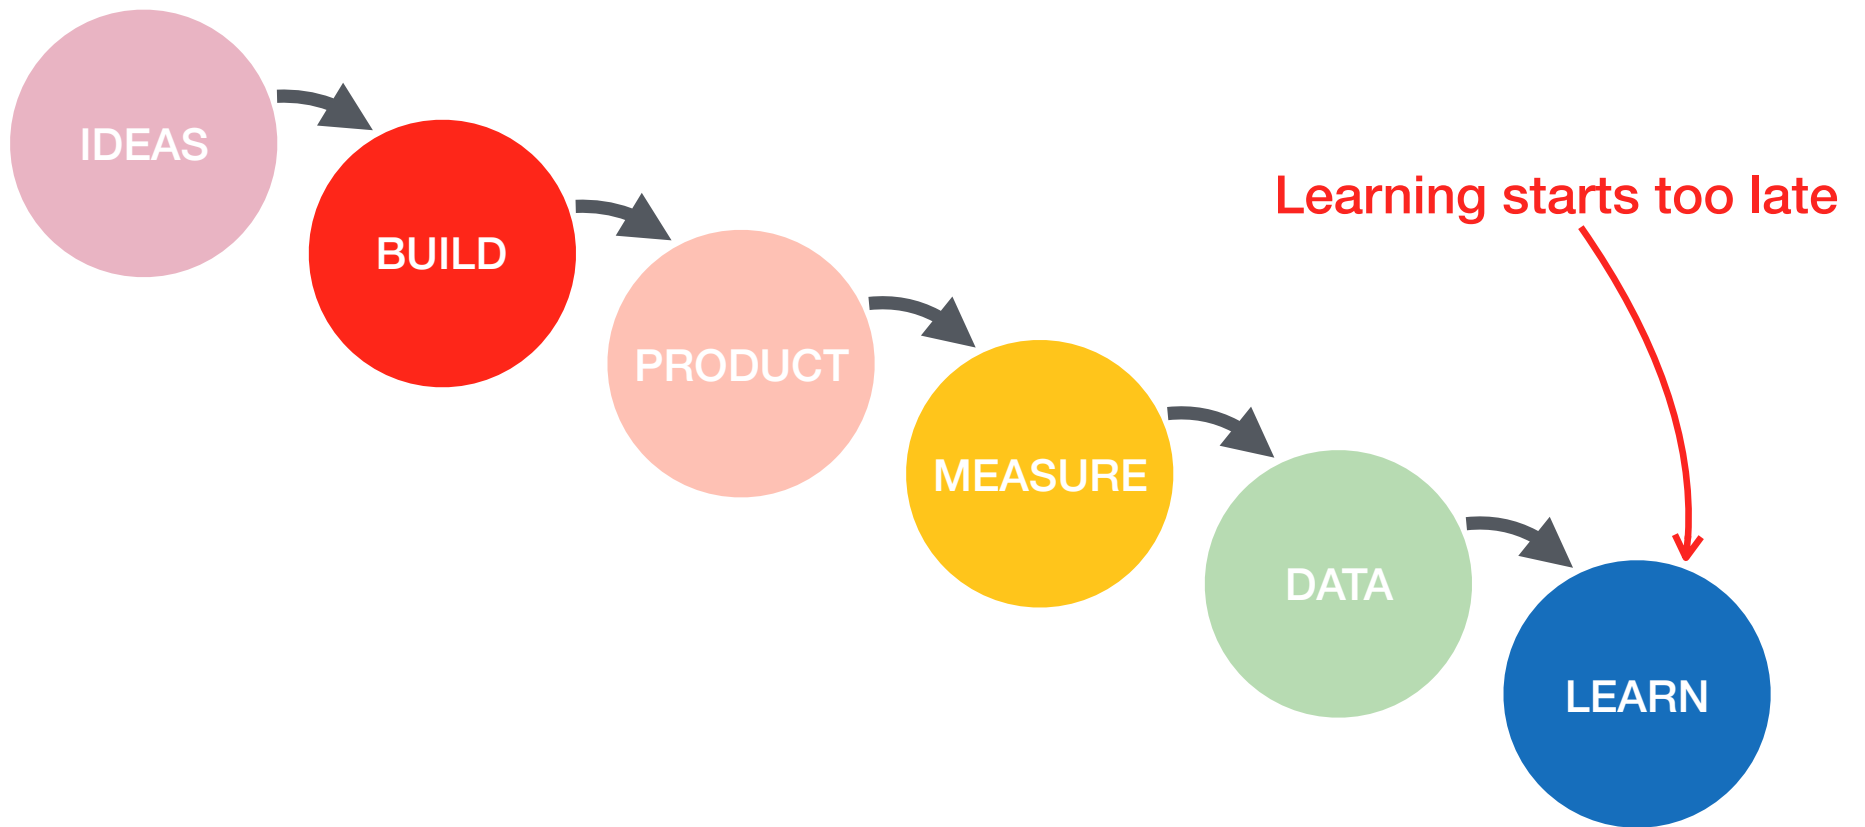 IDEAS
BUILD
Learning starts too late
PRODUCT
MEASURE
DATA
LEARN